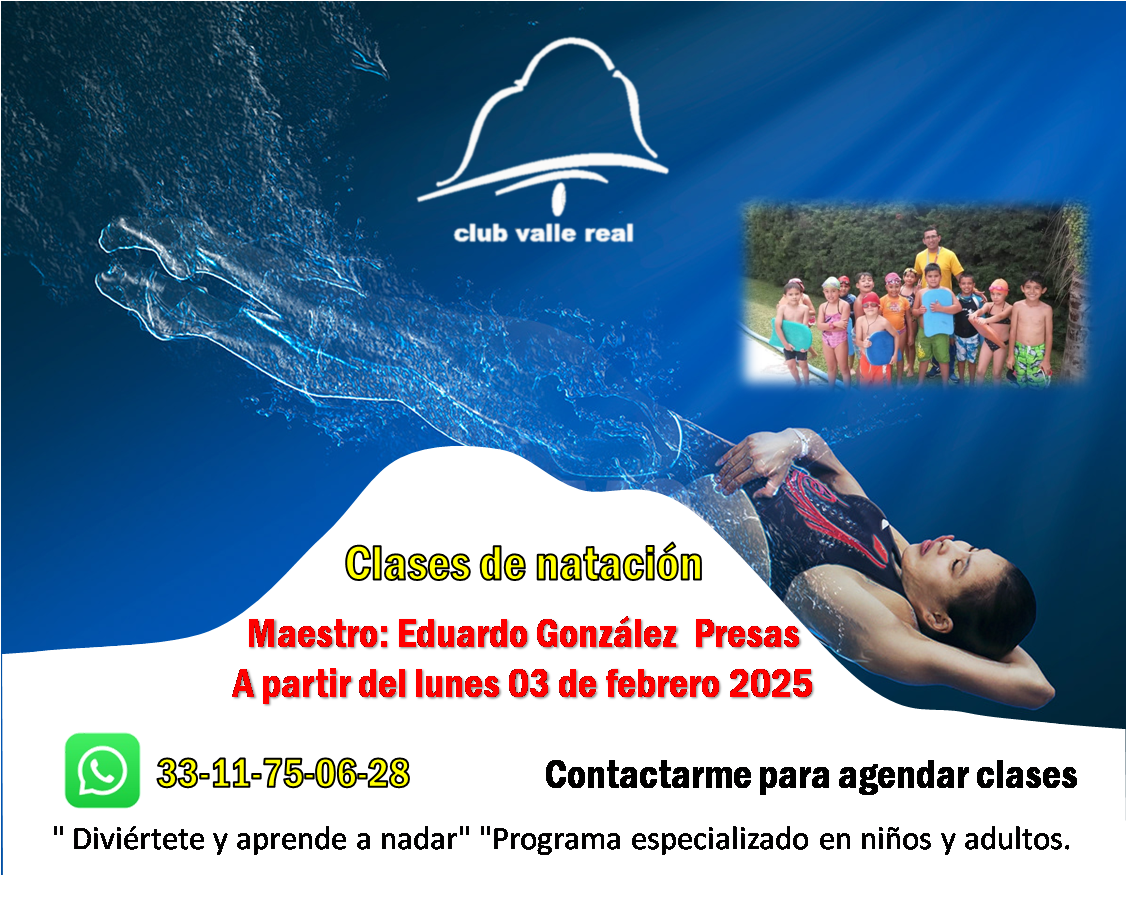 club valle real
Clases de natación
Maestro: Eduardo González Presas
A partir del lunes 03 de febrero 2025
33-11-75-06-28
Contactarme para agendar clases
" Diviértete y aprende a nadar" "Programa especializado en niños y adultos.